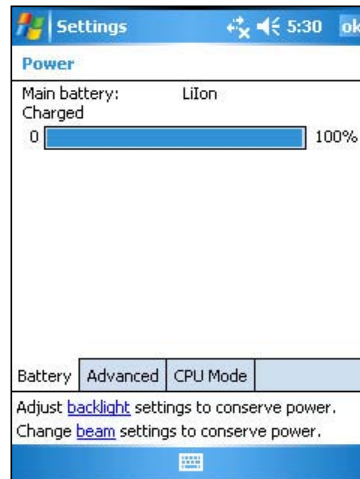 Settings 5:30 ok
Power
Main battery: LiIon
Charged
0 100%
Battery Advanced CPU Mode
Adjust backlight settings to conserve power.
Change beam settings to conserve power.